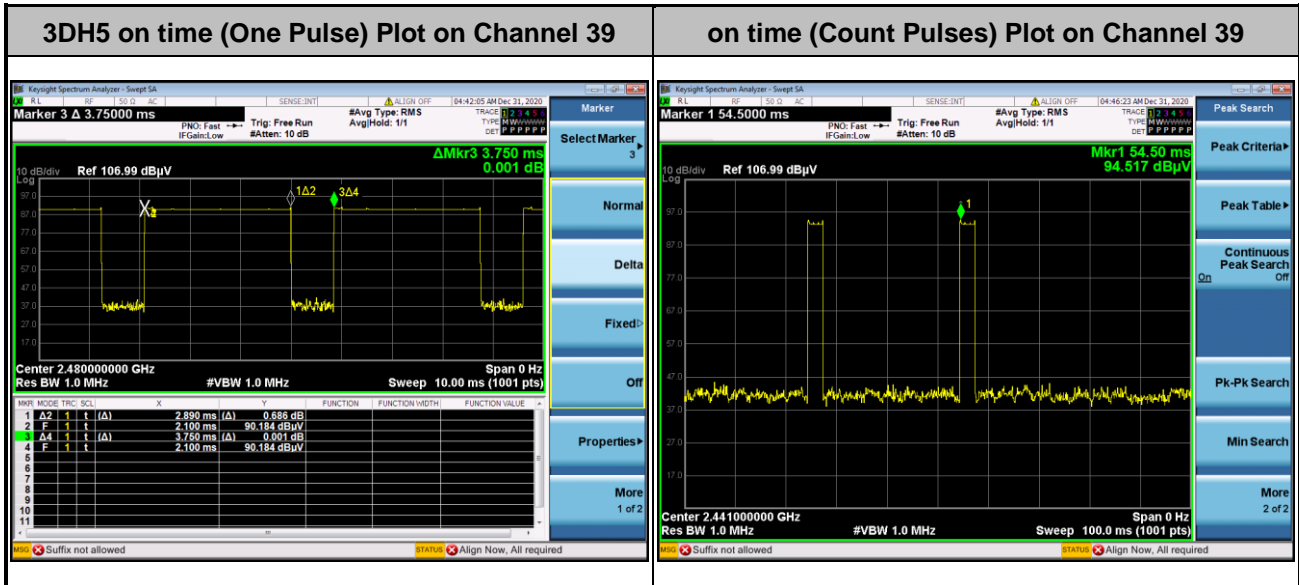 3DH5 on time (One Pulse) Plot on Channel 39
on time (Count Pulses) Plot on Channel 39
Keysight Spectrum Analyzer - Swept SA
RL RF 50 Ω AC SENSE:INT ALIGN OFF 04:42:05 AM Dec 31, 2020
Marker 3 Δ 3.75000 ms
PNO: Fast
IFGain:Low
Trig: Free Run
#Atten: 10 dB
#Avg Type: RMS
Avg|Hold: 1/1
TRACE 1 2 3 4 5 6
TYPE M W W W W W
DET P P P P P P
ΔMkr3 3.750 ms
0.001 dB
10 dB/div Ref 106.99 dBµV
Log
97.0
87.0
77.0
67.0
57.0
47.0
37.0
27.0
17.0
1Δ2
3Δ4
Center 2.480000000 GHz
Span 0 Hz
Res BW 1.0 MHz #VBW 1.0 MHz Sweep 10.00 ms (1001 pts)
MKR MODE TRC SCL X Y FUNCTION FUNCTION WIDTH FUNCTION VALUE
1 Δ2 1 t (Δ) 2.890 ms (Δ) 0.686 dB
2 F 1 t 2.100 ms 90.184 dBµV
3 Δ4 1 t (Δ) 3.750 ms (Δ) 0.001 dB
4 F 1 t 2.100 ms 90.184 dBµV
5
6
7
8
9
10
11
MSG Suffix not allowed
STATUS Align Now, All required
Marker
Select Marker
3
Normal
Delta
Fixed
Off
Properties
More
1 of 2
Keysight Spectrum Analyzer - Swept SA
RL RF 50 Ω AC SENSE:INT ALIGN OFF 04:46:23 AM Dec 31, 2020
Marker 1 54.5000 ms
PNO: Fast
IFGain:Low
Trig: Free Run
#Atten: 10 dB
#Avg Type: RMS
Avg|Hold: 1/1
TRACE 1 2 3 4 5 6
TYPE M W W W W W
DET P P P P P P
Mkr1 54.50 ms
94.517 dBµV
10 dB/div Ref 106.99 dBµV
Log
97.0
87.0
77.0
67.0
57.0
47.0
37.0
27.0
17.0
1
Center 2.441000000 GHz
Span 0 Hz
Res BW 1.0 MHz #VBW 1.0 MHz Sweep 100.0 ms (1001 pts)
MSG Suffix not allowed
STATUS Align Now, All required
Peak Search
Peak Criteria
Peak Table
Continuous
Peak Search
On Off
Pk-Pk Search
Min Search
More
2 of 2